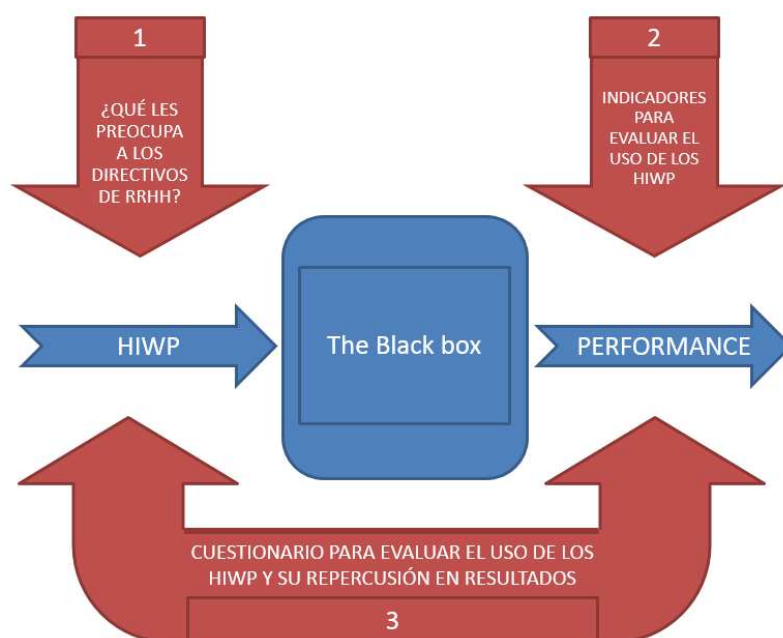 1
¿QUÉ LES
PREOCUPA
A LOS
DIRECTIVOS
DE RRHH?
2
INDICADORES
PARA
EVALUAR EL
USO DE LOS
HIWP
HIWP
The Black box
PERFORMANCE
CUESTIONARIO PARA EVALUAR EL USO DE LOS
HIWP Y SU REPERCUSIÓN EN RESULTADOS
3